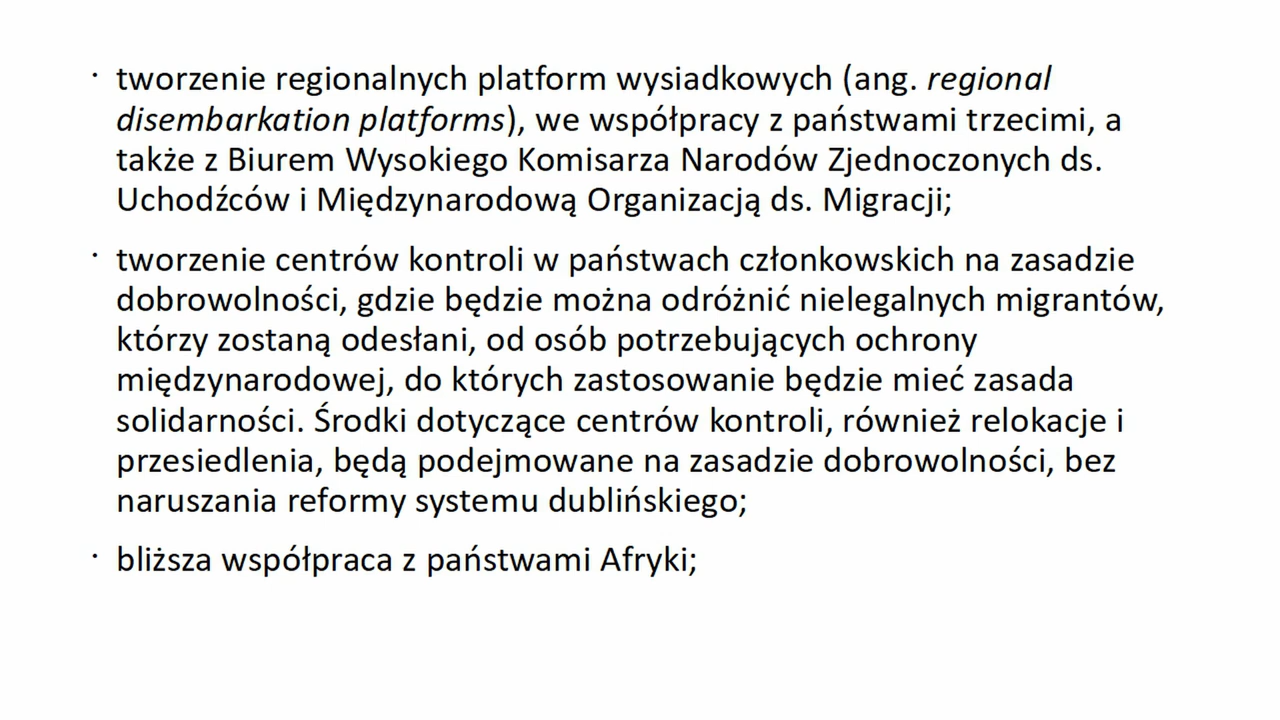 · tworzenie regionalnych platform wysiadkowych (ang. regional
disembarkation platforms), we współpracy z państwami trzecimi, a
także z Biurem Wysokiego Komisarza Narodów Zjednoczonych ds.
Uchodźców i Międzynarodową Organizacją ds. Migracji;
· tworzenie centrów kontroli w państwach członkowskich na zasadzie
dobrowolności, gdzie będzie można odróżnić nielegalnych migrantów,
którzy zostaną odesłani, od osób potrzebujących ochrony
międzynarodowej, do których zastosowanie będzie mieć zasada
solidarności. Środki dotyczące centrów kontroli, również relokacje i
przesiedlenia, będą podejmowane na zasadzie dobrowolności, bez
naruszania reformy systemu dublińskiego;
· bliższa współpraca z państwami Afryki;